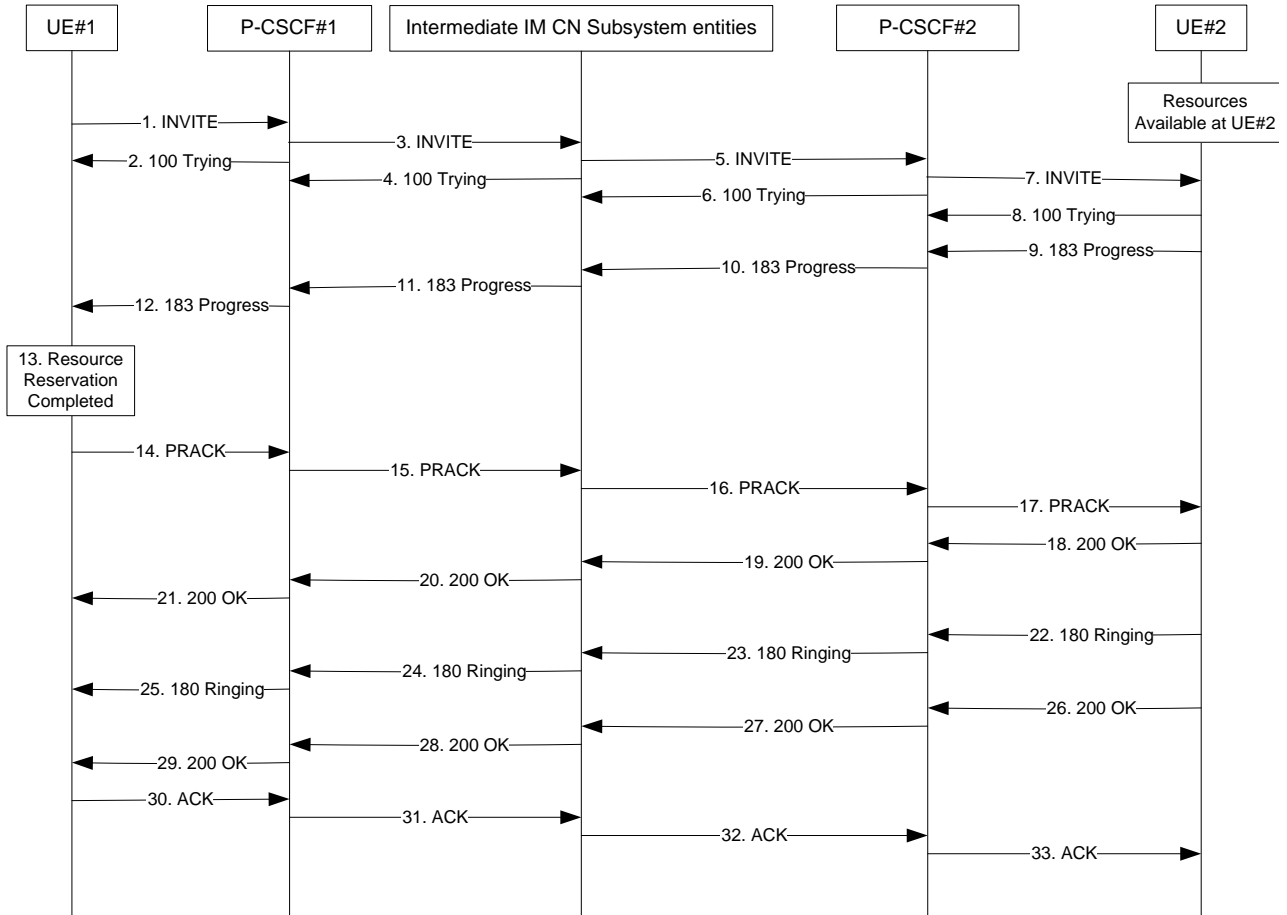 UE#1
P-CSCF#1
Intermediate IM CN Subsystem entities
P-CSCF#2
UE#2
Resources
Available at UE#2
1. INVITE
3. INVITE
2. 100 Trying
5. INVITE
4. 100 Trying
7. INVITE
6. 100 Trying
8. 100 Trying
9. 183 Progress
10. 183 Progress
11. 183 Progress
12. 183 Progress
13. Resource
Reservation
Completed
14. PRACK
15. PRACK
16. PRACK
17. PRACK
18. 200 OK
19. 200 OK
20. 200 OK
21. 200 OK
22. 180 Ringing
23. 180 Ringing
24. 180 Ringing
25. 180 Ringing
26. 200 OK
27. 200 OK
28. 200 OK
29. 200 OK
30. ACK
31. ACK
32. ACK
33. ACK